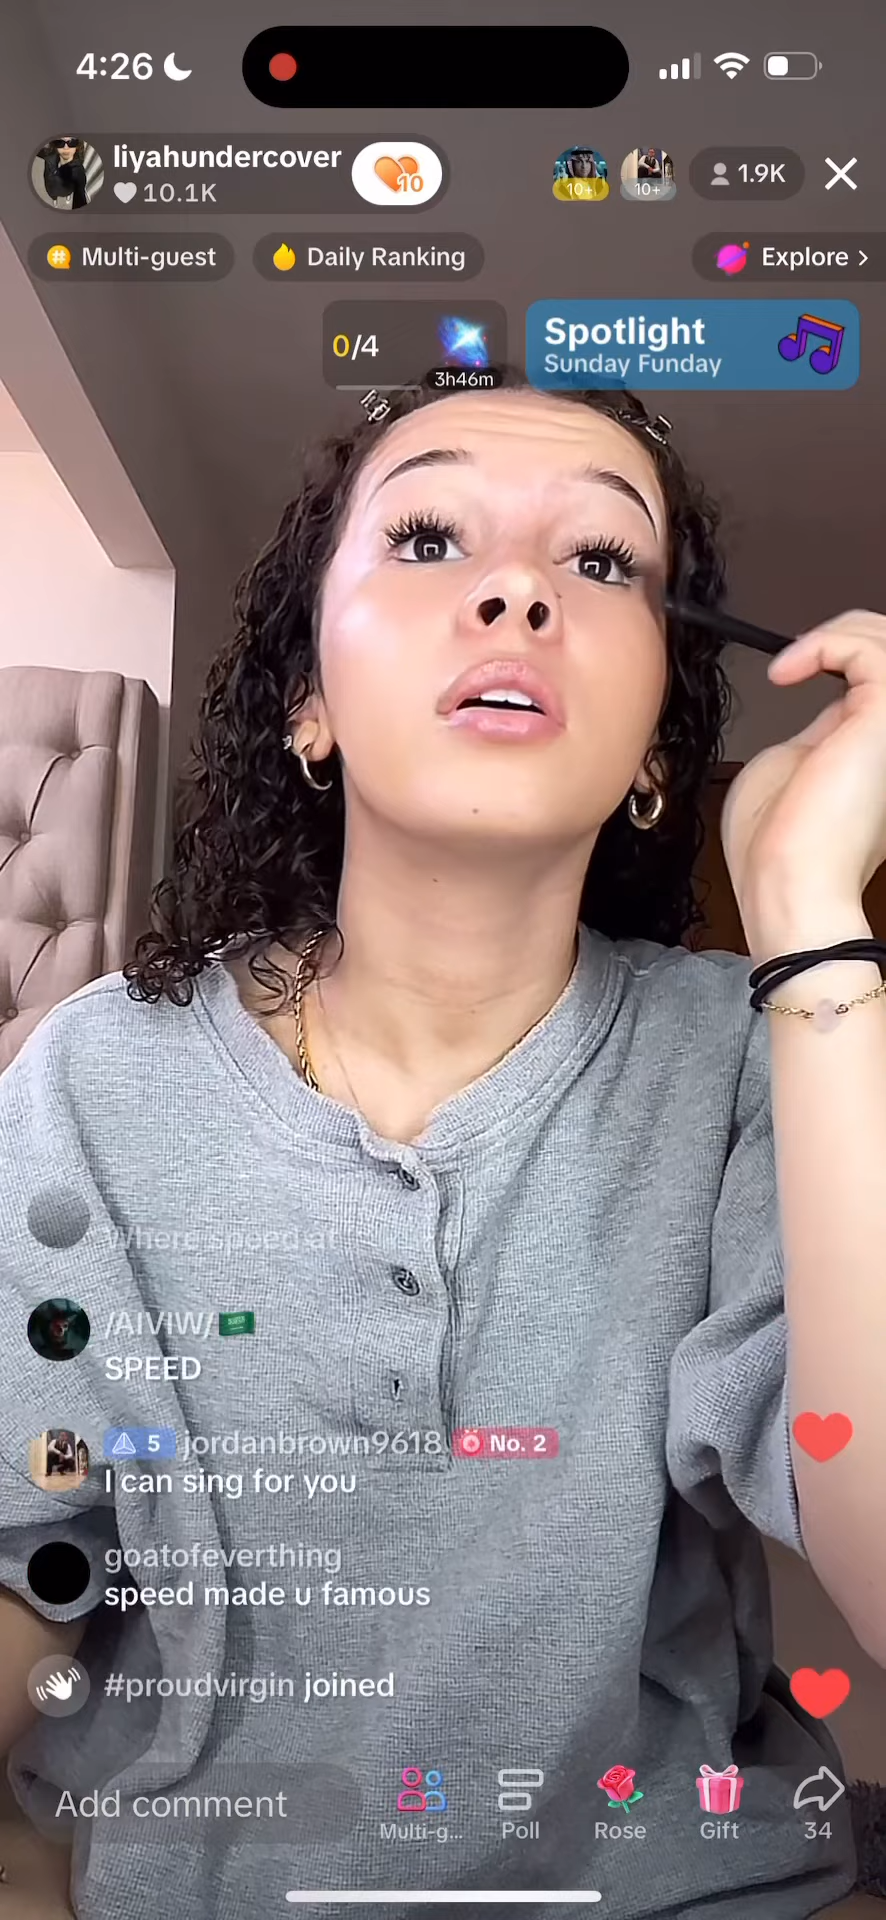 4:26
liyahundercover
10.1K
10
10+
10+
1.9K
Multi-guest
Daily Ranking
Explore >
0/4
3h46m
Spotlight
Sunday Funday
Where speed at
/AIVIW/
SPEED
5 jordanbrown9618 No. 2
I can sing for you
goatofeverthing
speed made u famous
#proudvirgin joined
Add comment
Multi-g...
Poll
Rose
Gift
34